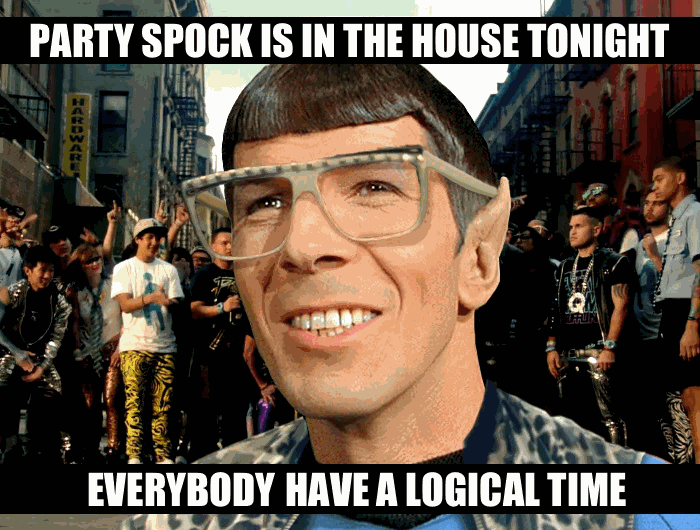 PARTY SPOCK IS IN THE HOUSE TONIGHT
HARDWARE
EVERYBODY HAVE A LOGICAL TIME